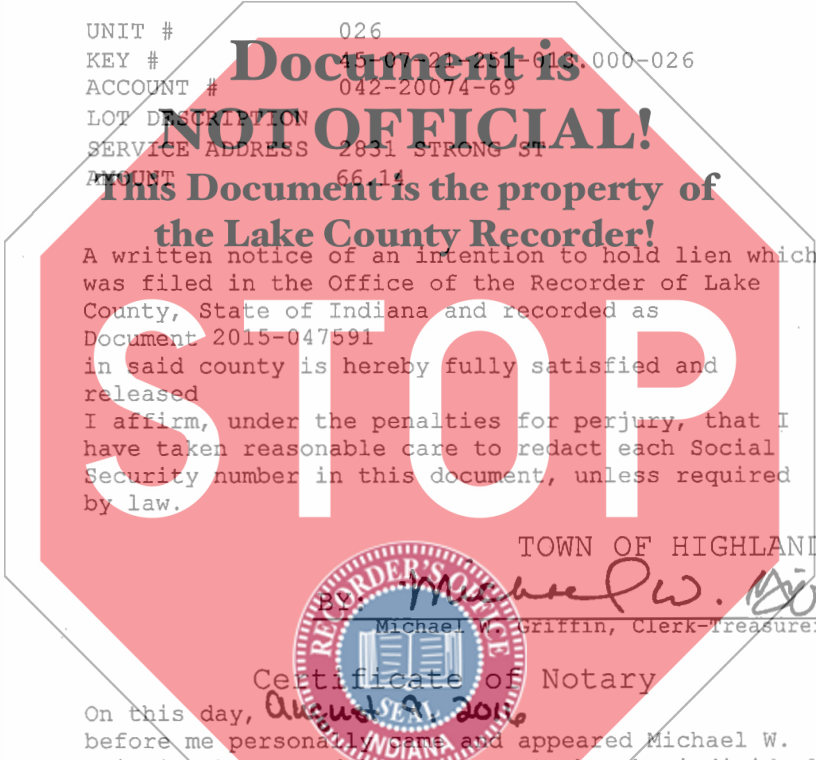 UNIT # 026
KEY # 45-07-21-251-013.000-026
ACCOUNT # 042-20074-69
LOT DESCRIPTION
SERVICE ADDRESS 2831 STRONG ST
AMOUNT 66.14
Document is
NOT OFFICIAL!
This Document is the property of
the Lake County Recorder!
A written notice of an intention to hold lien which
was filed in the Office of the Recorder of Lake
County, State of Indiana and recorded as
Document 2015-047591
in said county is hereby fully satisfied and
released
I affirm, under the penalties for perjury, that I
have taken reasonable care to redact each Social
Security number in this document, unless required
by law.
STOP
TOWN OF HIGHLAND
BY: Michael W.
Michael W. Griffin, Clerk-Treasurer
RECORDER'S OFFICE
SEAL
INDIANA
Certificate of Notary
On this day, August 9, 2016
before me personally came and appeared Michael W.